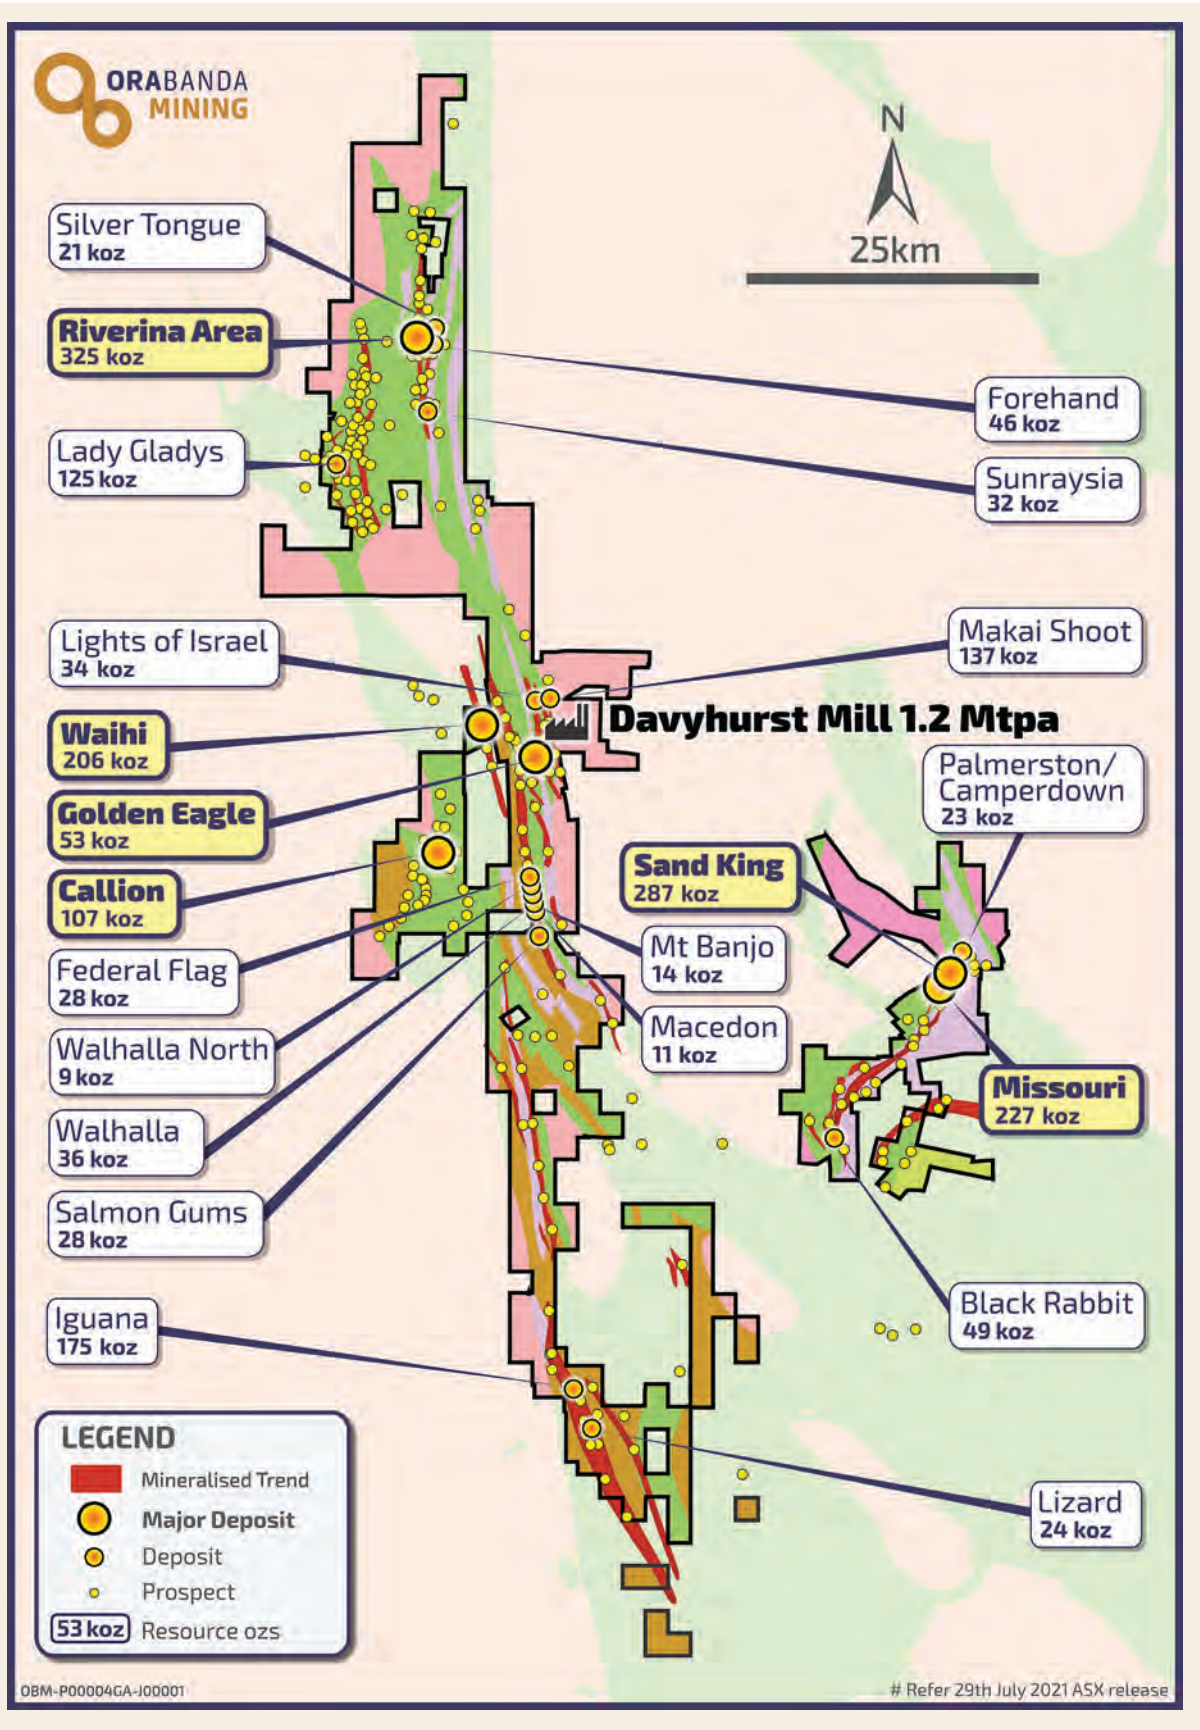 ORABANDA
MINING
N
25km
Silver Tongue
21 koz
Riverina Area
325 koz
Forehand
46 koz
Lady Gladys
125 koz
Sunraysia
32 koz
Lights of Israel
34 koz
Makai Shoot
137 koz
Waihi
206 koz
Davyhurst Mill 1.2 Mtpa
Palmerston/
Camperdown
23 koz
Golden Eagle
53 koz
Sand King
287 koz
Callion
107 koz
Mt Banjo
14 koz
Federal Flag
28 koz
Macedon
11 koz
Walhalla North
9 koz
Missouri
227 koz
Walhalla
36 koz
Salmon Gums
28 koz
Black Rabbit
49 koz
Iguana
175 koz
Lizard
24 koz
LEGEND
Mineralised Trend
Major Deposit
Deposit
Prospect
53 koz Resource ozs
OBM-P00004GA-J00001
# Refer 29th July 2021 ASX release